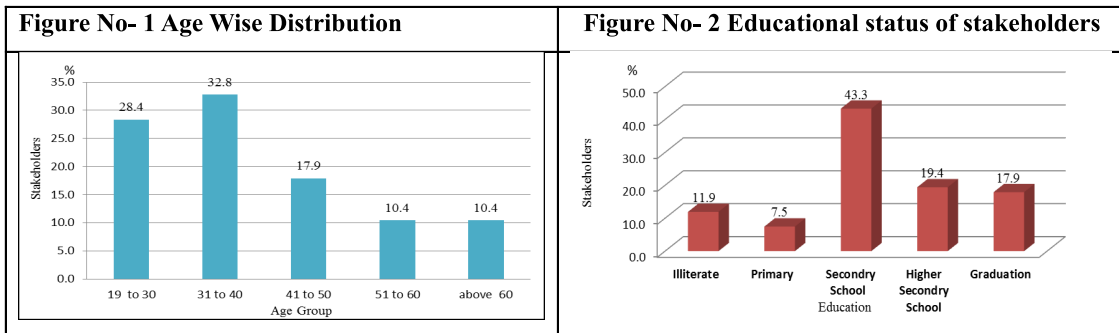 Figure No- 1 Age Wise Distribution
%
35.0
30.0
25.0
20.0
15.0
10.0
5.0
0.0
Stakeholders
28.4
32.8
17.9
10.4
10.4
19 to 30
31 to 40
41 to 50
51 to 60
above 60
Age Group
Figure No- 2 Educational status of stakeholders
%
50.0
40.0
30.0
20.0
10.0
0.0
Stakeholders
11.9
7.5
43.3
19.4
17.9
Illiterate
Primary
Secondry
School
Higher
Secondry
School
Graduation
Education